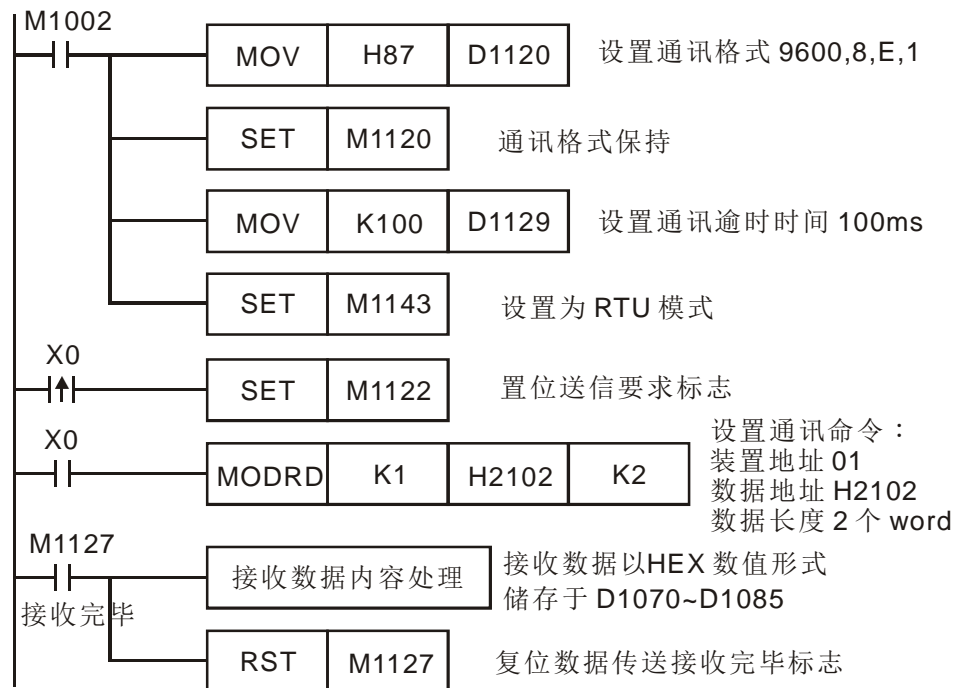 M1002
MOV H87 D1120 设置通讯格式 9600,8,E,1
SET M1120 通讯格式保持
MOV K100 D1129 设置通讯逾时时间 100ms
SET M1143 设置为 RTU 模式
X0
SET M1122 置位送信要求标志
X0
MODRD K1 H2102 K2
设置通讯命令：
装置地址 01
数据地址 H2102
数据长度 2 个 word
M1127
接收完毕
接收数据内容处理
接收数据以HEX 数值形式
储存于 D1070~D1085
RST M1127 复位数据传送接收完毕标志